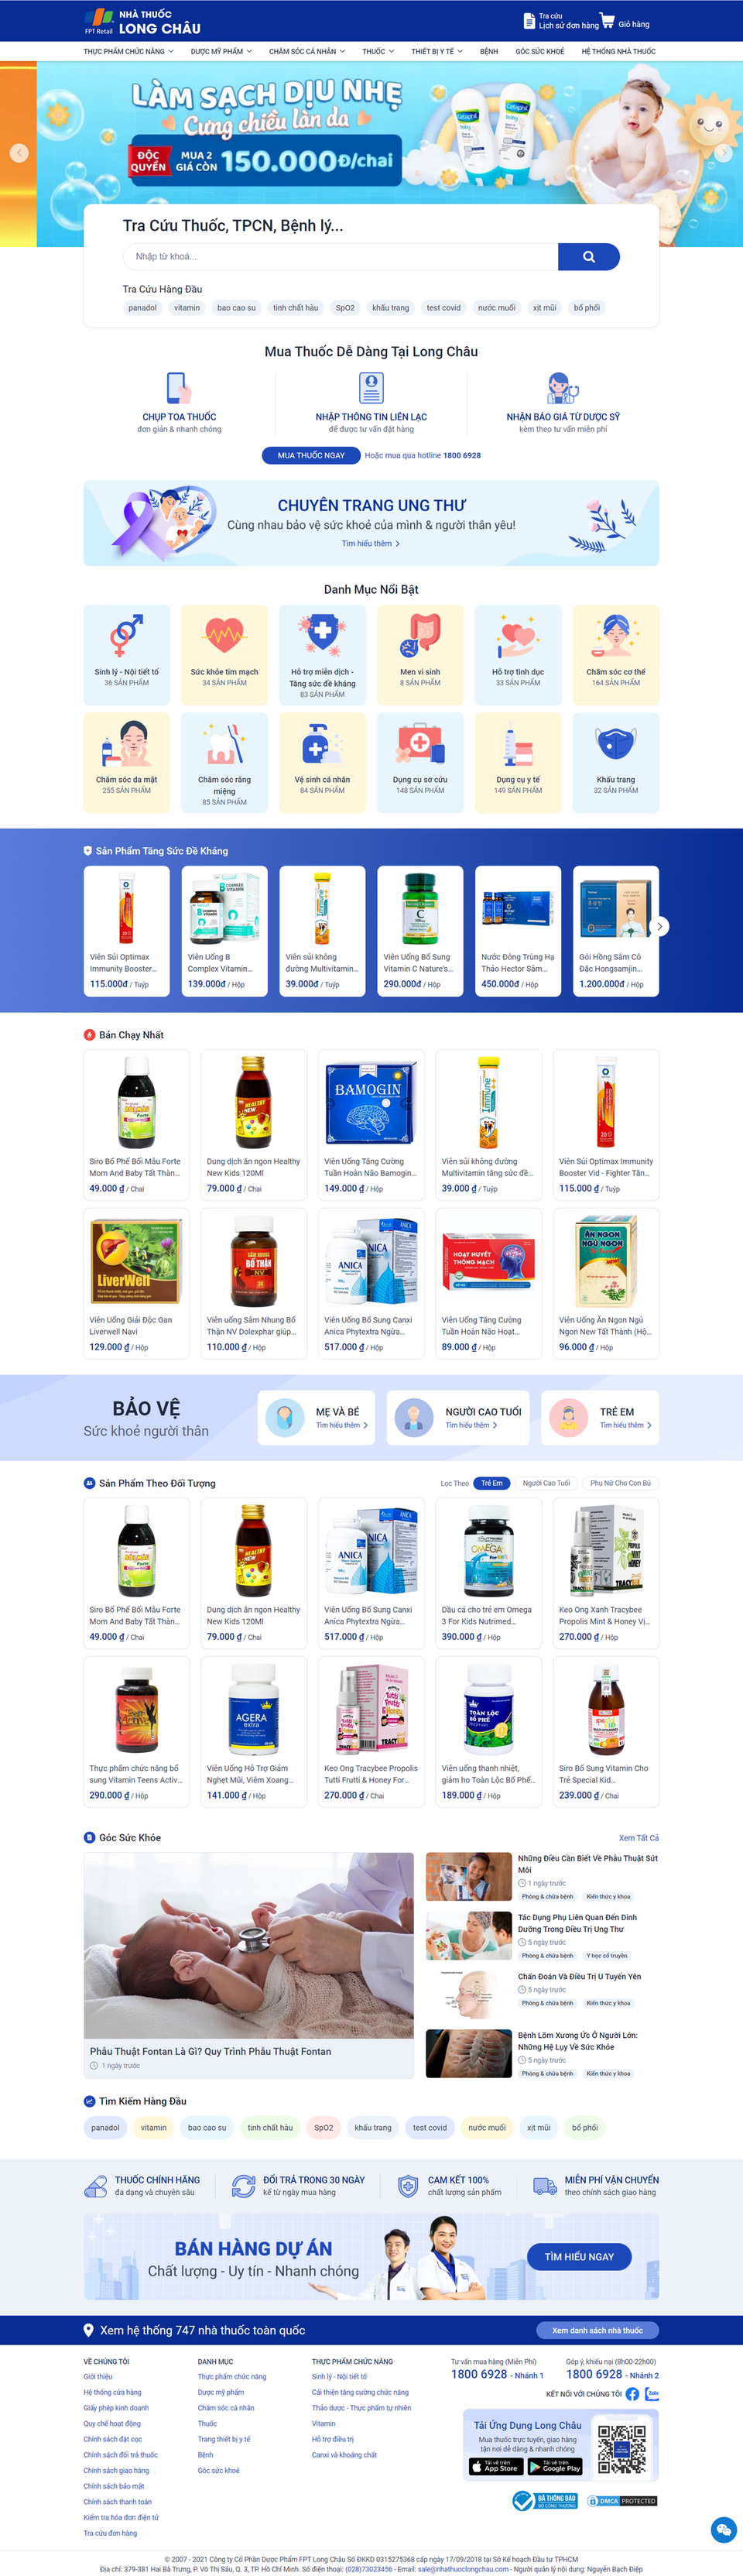 FPT Retail
NHÀ THUỐC
LONG CHÂU
Tra cứu
Lịch sử đơn hàng
Giỏ hàng
THỰC PHẨM CHỨC NĂNG
DƯỢC MỸ PHẨM
CHĂM SÓC CÁ NHÂN
THUỐC
THIẾT BỊ Y TẾ
BỆNH
GÓC SỨC KHOẺ
HỆ THỐNG NHÀ THUỐC
LÀM SẠCH DỊU NHẸ
Cưng chiều làn da
ĐỘC QUYỀN
MUA 2
GIÁ CÒN
150.000Đ/chai
Cetaphil
baby
Cetaphil
baby
Tra Cứu Thuốc, TPCN, Bệnh lý...
Nhập từ khoá...
Tra Cứu Hàng Đầu
panadol
vitamin
bao cao su
tinh chất hàu
SpO2
khẩu trang
test covid
nước muối
xịt mũi
bổ phổi
Mua Thuốc Dễ Dàng Tại Long Châu
CHỤP TOA THUỐC
đơn giản & nhanh chóng
NHẬP THÔNG TIN LIÊN LẠC
để được tư vấn đặt hàng
NHẬN BÁO GIÁ TỪ DƯỢC SỸ
kèm theo tư vấn miễn phí
MUA THUỐC NGAY
Hoặc mua qua hotline 1800 6928
CHUYÊN TRANG UNG THƯ
Cùng nhau bảo vệ sức khoẻ của mình & người thân yêu!
Tìm hiểu thêm
Danh Mục Nổi Bật
Sinh lý - Nội tiết tố
36 SẢN PHẨM
Sức khỏe tim mạch
34 SẢN PHẨM
Hỗ trợ miễn dịch -
Tăng sức đề kháng
83 SẢN PHẨM
Men vi sinh
8 SẢN PHẨM
Hỗ trợ tình dục
33 SẢN PHẨM
Chăm sóc cơ thể
164 SẢN PHẨM
Chăm sóc da mặt
255 SẢN PHẨM
Chăm sóc răng
miệng
85 SẢN PHẨM
Vệ sinh cá nhân
84 SẢN PHẨM
Dụng cụ sơ cứu
148 SẢN PHẨM
Dụng cụ y tế
149 SẢN PHẨM
Khẩu trang
32 SẢN PHẨM
Sản Phẩm Tăng Sức Đề Kháng
Viên Sủi Optimax
Immunity Booster...
115.000đ / Tuýp
Viên Uống B
Complex Vitamin...
139.000đ / Hộp
Viên sủi không
đường Multivitamin...
39.000đ / Tuýp
Viên Uống Bổ Sung
Vitamin C Nature's...
290.000đ / Hộp
Nước Đông Trùng Hạ
Thảo Hector Sâm...
450.000đ / Hộp
Gói Hồng Sâm Cô
Đặc Hongsamjin...
1.200.000đ / Hộp
Bán Chạy Nhất
BAMOGIN
Siro Bổ Phế Bối Mẫu Forte
Mom And Baby Tất Thàn...
49.000 ₫ / Chai
Dung dịch ăn ngon Healthy
New Kids 120Ml
79.000 ₫ / Chai
Viên Uống Tăng Cường
Tuần Hoàn Não Bamogin...
149.000 ₫ / Hộp
Viên sủi không đường
Multivitamin tăng sức đề...
39.000 ₫ / Tuýp
Viên Sủi Optimax Immunity
Booster Vid - Fighter Tăn...
115.000 ₫ / Tuýp
LiverWell
SÂM NHUNG
BỔ THẬN
NV
ANICA
HOẠT HUYẾT
THÔNG MẠCH
ĂN NGON
NGỦ NGON
Viên Uống Giải Độc Gan
Liverwell Navi
129.000 ₫ / Hộp
Viên uống Sâm Nhung Bổ
Thận NV Dolexphar giúp...
110.000 ₫ / Hộp
Viên Uống Bổ Sung Canxi
Anica Phytextra Ngừa...
517.000 ₫ / Hộp
Viên Uống Tăng Cường
Tuần Hoàn Não Hoạt...
89.000 ₫ / Hộp
Viên Uống Ăn Ngon Ngủ
Ngon New Tất Thành (Hộ...
96.000 ₫ / Hộp
BẢO VỆ
Sức khoẻ người thân
MẸ VÀ BÉ
Tìm hiểu thêm
NGƯỜI CAO TUỔI
Tìm hiểu thêm
TRẺ EM
Tìm hiểu thêm
Sản Phẩm Theo Đối Tượng
Lọc Theo
Trẻ Em
Người Cao Tuổi
Phụ Nữ Cho Con Bú
ANICA
OMEGA
Siro Bổ Phế Bối Mẫu Forte
Mom And Baby Tất Thàn...
49.000 ₫ / Chai
Dung dịch ăn ngon Healthy
New Kids 120Ml
79.000 ₫ / Chai
Viên Uống Bổ Sung Canxi
Anica Phytextra Ngừa...
517.000 ₫ / Hộp
Dầu cá cho trẻ em Omega
3 For Kids Nutrimed...
390.000 ₫ / Hộp
Keo Ong Xanh Tracybee
Propolis Mint & Honey Vị...
270.000 ₫ / Hộp
AGERA
extra
Tutti
Frutti
&Honey
TOÀN LỘC
BỔ PHẾ
Thực phẩm chức năng bổ
sung Vitamin Teens Activ...
290.000 ₫ / Hộp
Viên Uống Hỗ Trợ Giảm
Nghẹt Mũi, Viêm Xoang...
141.000 ₫ / Hộp
Keo Ong Tracybee Propolis
Tutti Frutti & Honey For...
270.000 ₫ / Chai
Viên uống thanh nhiệt,
giảm ho Toàn Lộc Bổ Phế...
189.000 ₫ / Hộp
Siro Bổ Sung Vitamin Cho
Trẻ Special Kid...
239.000 ₫ / Chai
Góc Sức Khỏe
Xem Tất Cả
Phẫu Thuật Fontan Là Gì? Quy Trình Phẫu Thuật Fontan
1 ngày trước
Những Điều Cần Biết Về Phẫu Thuật Sứt
Môi
1 ngày trước
Phòng & chữa bệnh
Kiến thức y khoa
Tác Dụng Phụ Liên Quan Đến Dinh
Dưỡng Trong Điều Trị Ung Thư
5 ngày trước
Phòng & chữa bệnh
Y học cổ truyền
Chẩn Đoán Và Điều Trị U Tuyến Yên
5 ngày trước
Phòng & chữa bệnh
Kiến thức y khoa
Bệnh Lõm Xương Ức Ở Người Lớn:
Những Hệ Lụy Về Sức Khỏe
5 ngày trước
Phòng & chữa bệnh
Kiến thức y khoa
Tìm Kiếm Hàng Đầu
panadol
vitamin
bao cao su
tinh chất hàu
SpO2
khẩu trang
test covid
nước muối
xịt mũi
bổ phổi
THUỐC CHÍNH HÃNG
đa dạng và chuyên sâu
ĐỔI TRẢ TRONG 30 NGÀY
kể từ ngày mua hàng
CAM KẾT 100%
chất lượng sản phẩm
MIỄN PHÍ VẬN CHUYỂN
theo chính sách giao hàng
BÁN HÀNG DỰ ÁN
Chất lượng - Uy tín - Nhanh chóng
TÌM HIỂU NGAY
Xem hệ thống 747 nhà thuốc toàn quốc
Xem danh sách nhà thuốc
VỀ CHÚNG TÔI
Giới thiệu
Hệ thống cửa hàng
Giấy phép kinh doanh
Quy chế hoạt động
Chính sách đặt cọc
Chính sách đổi trả thuốc
Chính sách giao hàng
Chính sách bảo mật
Chính sách thanh toán
Kiểm tra hóa đơn điện tử
Tra cứu đơn hàng
DANH MỤC
Thực phẩm chức năng
Dược mỹ phẩm
Chăm sóc cá nhân
Thuốc
Trang thiết bị y tế
Bệnh
Góc sức khoẻ
THỰC PHẨM CHỨC NĂNG
Sinh lý - Nội tiết tố
Cải thiện tăng cường chức năng
Thảo dược - Thực phẩm tự nhiên
Vitamin
Hỗ trợ điều trị
Canxi và khoáng chất
Tư vấn mua hàng (Miễn Phí)
1800 6928 - Nhánh 1
Góp ý, khiếu nại (8h00-22h00)
1800 6928 - Nhánh 2
KẾT NỐI VỚI CHÚNG TÔI
Zalo
Tải Ứng Dụng Long Châu
Mua thuốc trực tuyến, giao hàng
tận nơi dễ dàng & nhanh chóng
Tải về trên
App Store
Tải về trên
Google Play
ĐÃ THÔNG BÁO
BỘ CÔNG THƯƠNG
DMCA PROTECTED
© 2007 - 2021 Công ty Cổ Phần Dược Phẩm FPT Long Châu Số ĐKKD 0315275368 cấp ngày 17/09/2018 tại Sở Kế hoạch Đầu tư TPHCM
Địa chỉ: 379-381 Hai Bà Trưng, P. Võ Thị Sáu, Q. 3, TP. Hồ Chí Minh. Số điện thoại: (028)73023456 - Email: sale@nhathuoclongchau.com - Người quản lý nội dung: Nguyễn Bạch Điệp